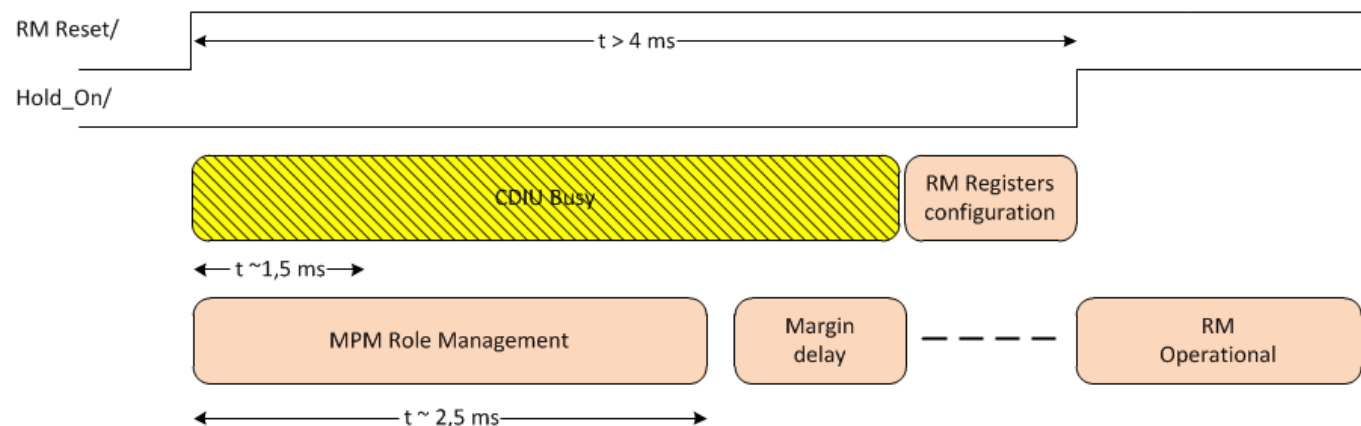 RM Reset/
t > 4 ms
Hold_On/
CDIU Busy
RM Registers
configuration
t ~1,5 ms
MPM Role Management
Margin
delay
RM
Operational
t ~ 2,5 ms